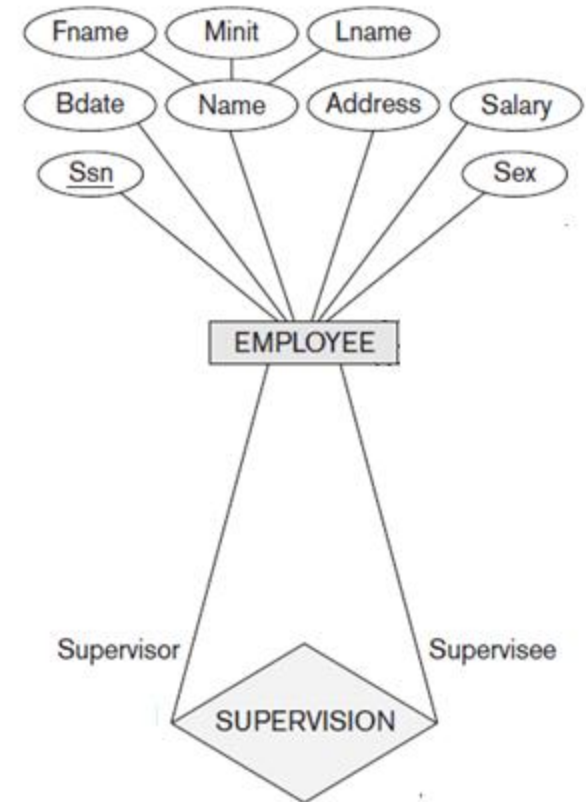 Fname Minit Lname
Bdate Name Address Salary
Ssn Sex
EMPLOYEE
Supervisor Supervisee
SUPERVISION